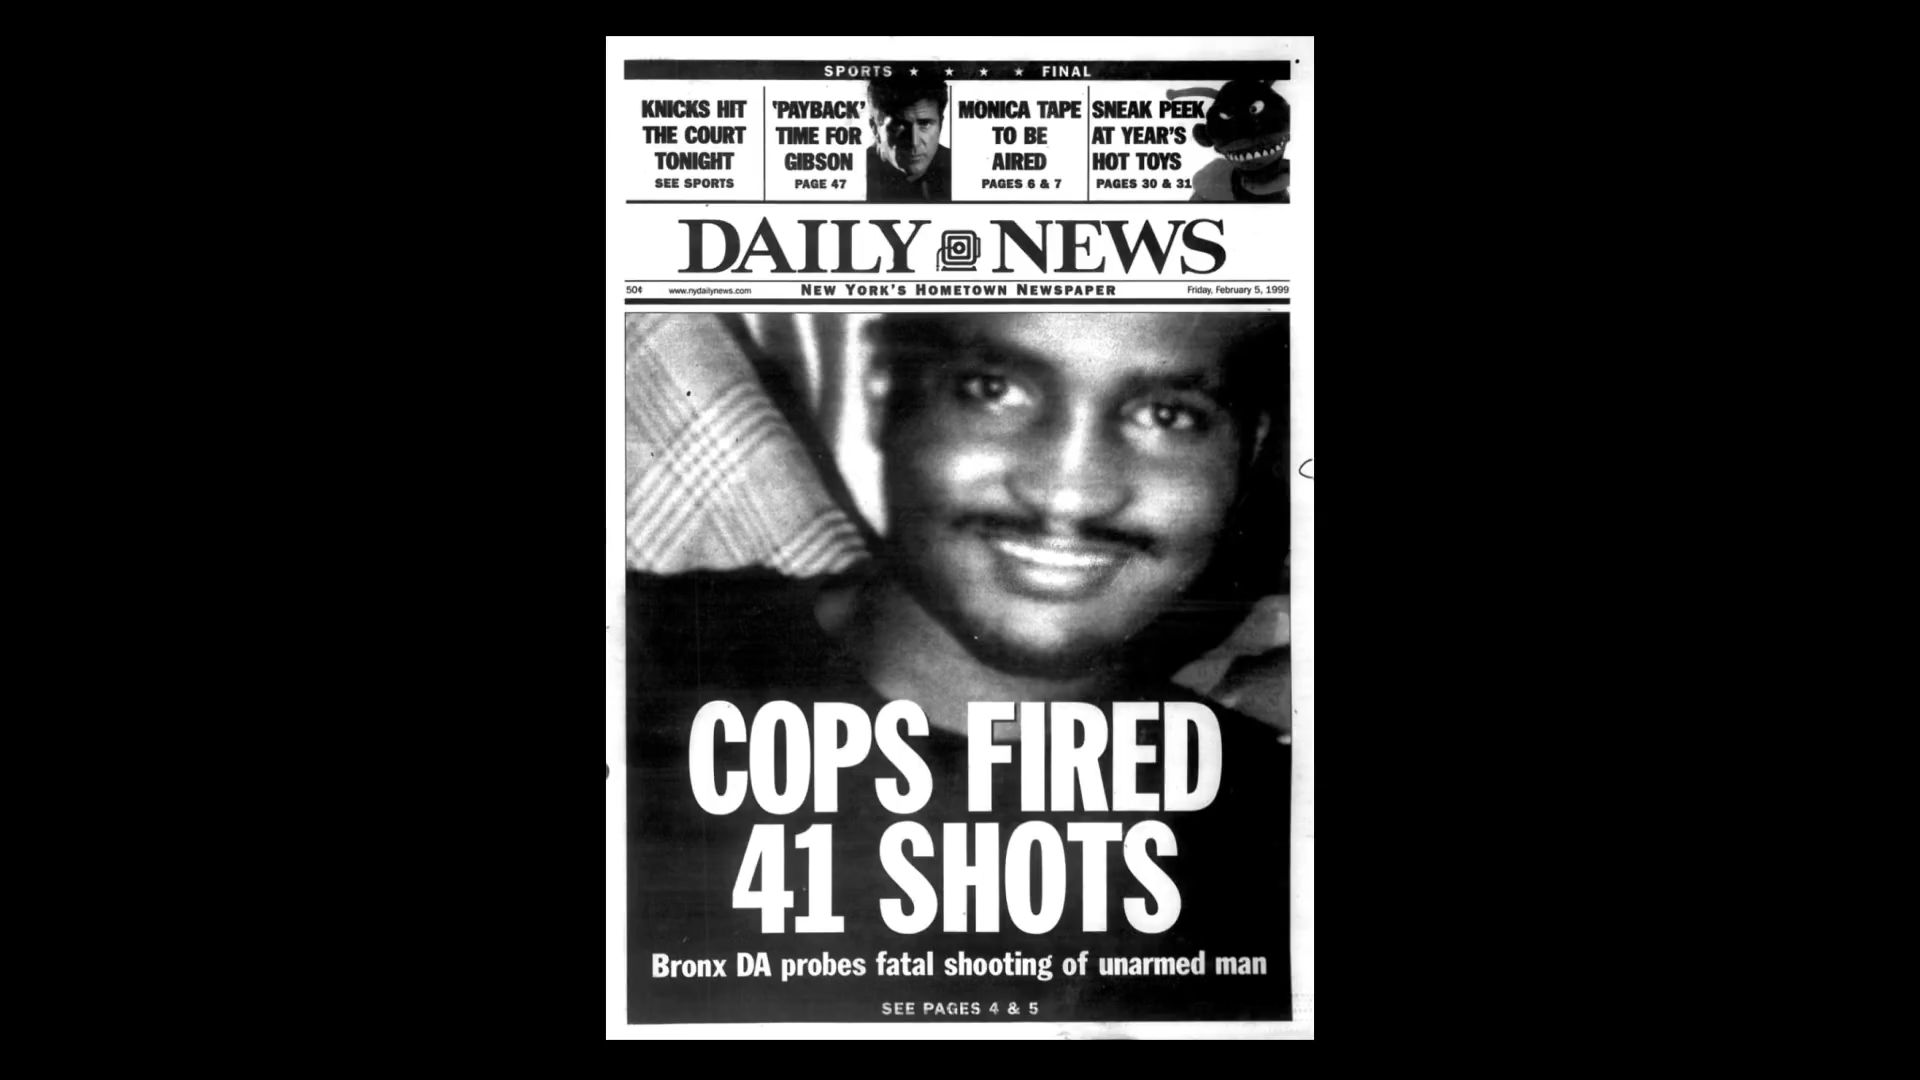 SPORTS ★ ★ ★ ★ FINAL
KNICKS HIT
THE COURT
TONIGHT
SEE SPORTS
'PAYBACK'
TIME FOR
GIBSON
PAGE 47
MONICA TAPE
TO BE
AIRED
PAGES 6 & 7
SNEAK PEEK
AT YEAR'S
HOT TOYS
PAGES 30 & 31
DAILY NEWS
50¢ www.nydailynews.com NEW YORK'S HOMETOWN NEWSPAPER Friday, February 5, 1999
COPS FIRED
41 SHOTS
Bronx DA probes fatal shooting of unarmed man
SEE PAGES 4 & 5